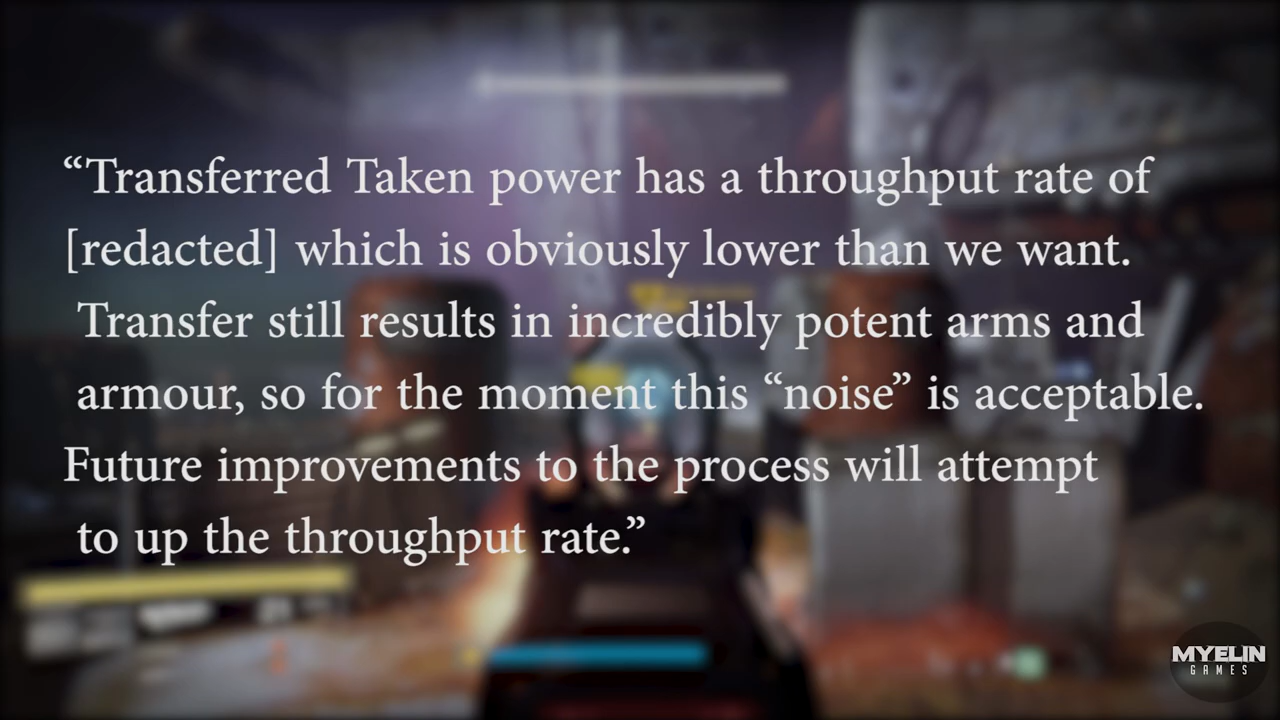 “Transferred Taken power has a throughput rate of
[redacted] which is obviously lower than we want.
Transfer still results in incredibly potent arms and
armour, so for the moment this “noise” is acceptable.
Future improvements to the process will attempt
to up the throughput rate.”
MYELIN
GAMES